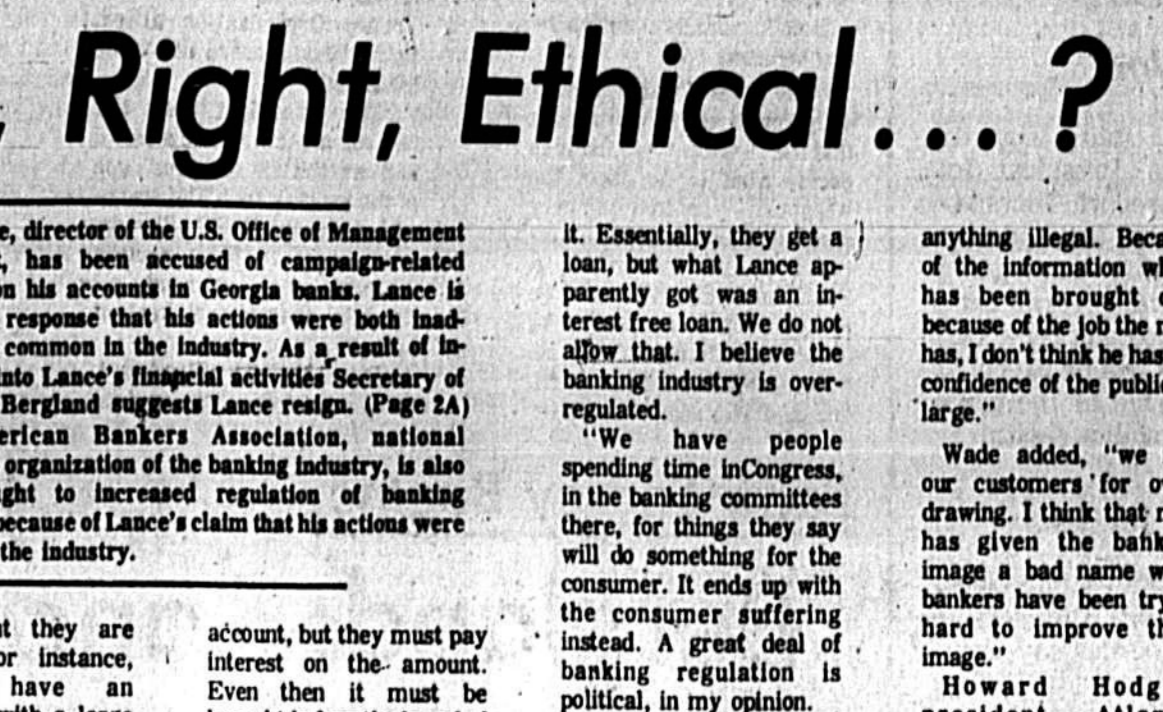 , Right, Ethical...?
e, director of the U.S. Office of Management
, has been accused of campaign-related
on his accounts in Georgia banks. Lance is
response that his actions were both inad-
common in the industry. As a result of in-
nto Lance's financial activities Secretary of
Bergland suggests Lance resign. (Page 2A)
erican Bankers Association, national
organization of the banking industry, is also
ght to increased regulation of banking
because of Lance's claim that his actions were
the industry.
t they are
or instance,
have an
account, but they must pay
interest on the amount.
Even then it must be
it. Essentially, they get a
loan, but what Lance ap-
parently got was an in-
terest free loan. We do not
allow that. I believe the
banking industry is over-
regulated.
"We have people
spending time inCongress,
in the banking committees
there, for things they say
will do something for the
consumer. It ends up with
the consumer suffering
instead. A great deal of
banking regulation is
political, in my opinion.
anything illegal. Beca
of the information wh
has been brought
because of the job the
has, I don't think he has
confidence of the public
large."
Wade added, "we
our customers for ov
drawing. I think that
has given the bank
image a bad name w
bankers have been try
hard to improve th
image."
Howard Hodg